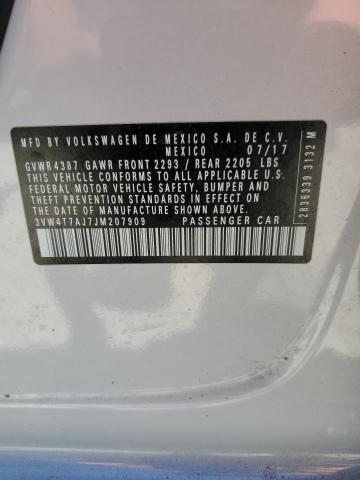 MFD BY VOLKSWAGEN DE MEXICO S.A. DE C.V.
MEXICO 07/17
GVWR4387 GAWR FRONT 2293 / REAR 2205 LBS
THIS VEHICLE CONFORMS TO ALL APPLICABLE U.S.
FEDERAL MOTOR VEHICLE SAFETY, BUMPER AND
THEFT PREVENTION STANDARDS IN EFFECT ON THE
DATE OF MANUFACTURE SHOWN ABOVE
3VW4T7AJ7JM207909 PASSENGER CAR
2836339 3132 M